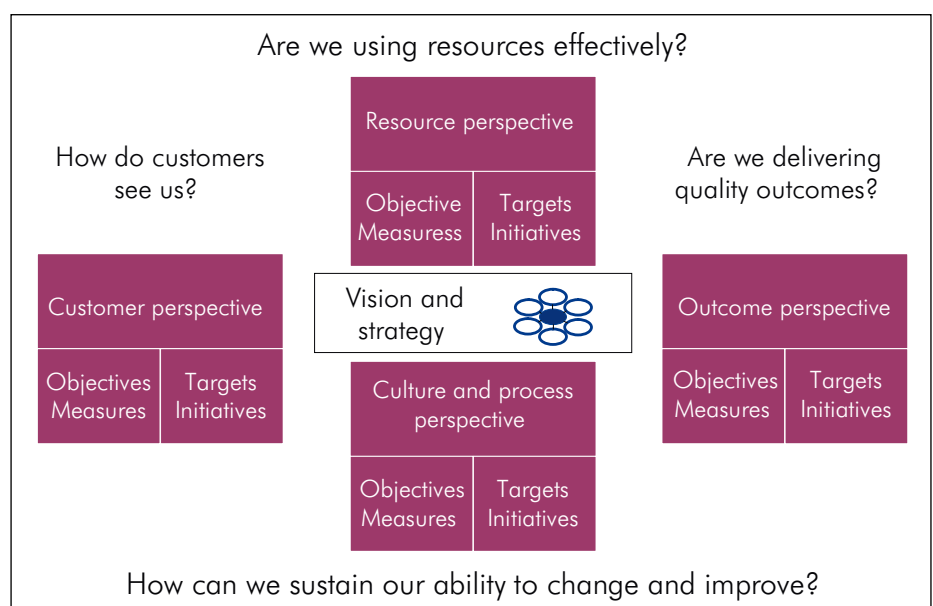 Are we using resources effectively?
Resource perspective
Objective
Measuress
Targets
Initiatives
How do customers
see us?
Customer perspective
Objectives
Measures
Targets
Initiatives
Vision and
strategy
Are we delivering
quality outcomes?
Outcome perspective
Objectives
Measures
Targets
Initiatives
Culture and process
perspective
Objectives
Measures
Targets
Initiatives
How can we sustain our ability to change and improve?